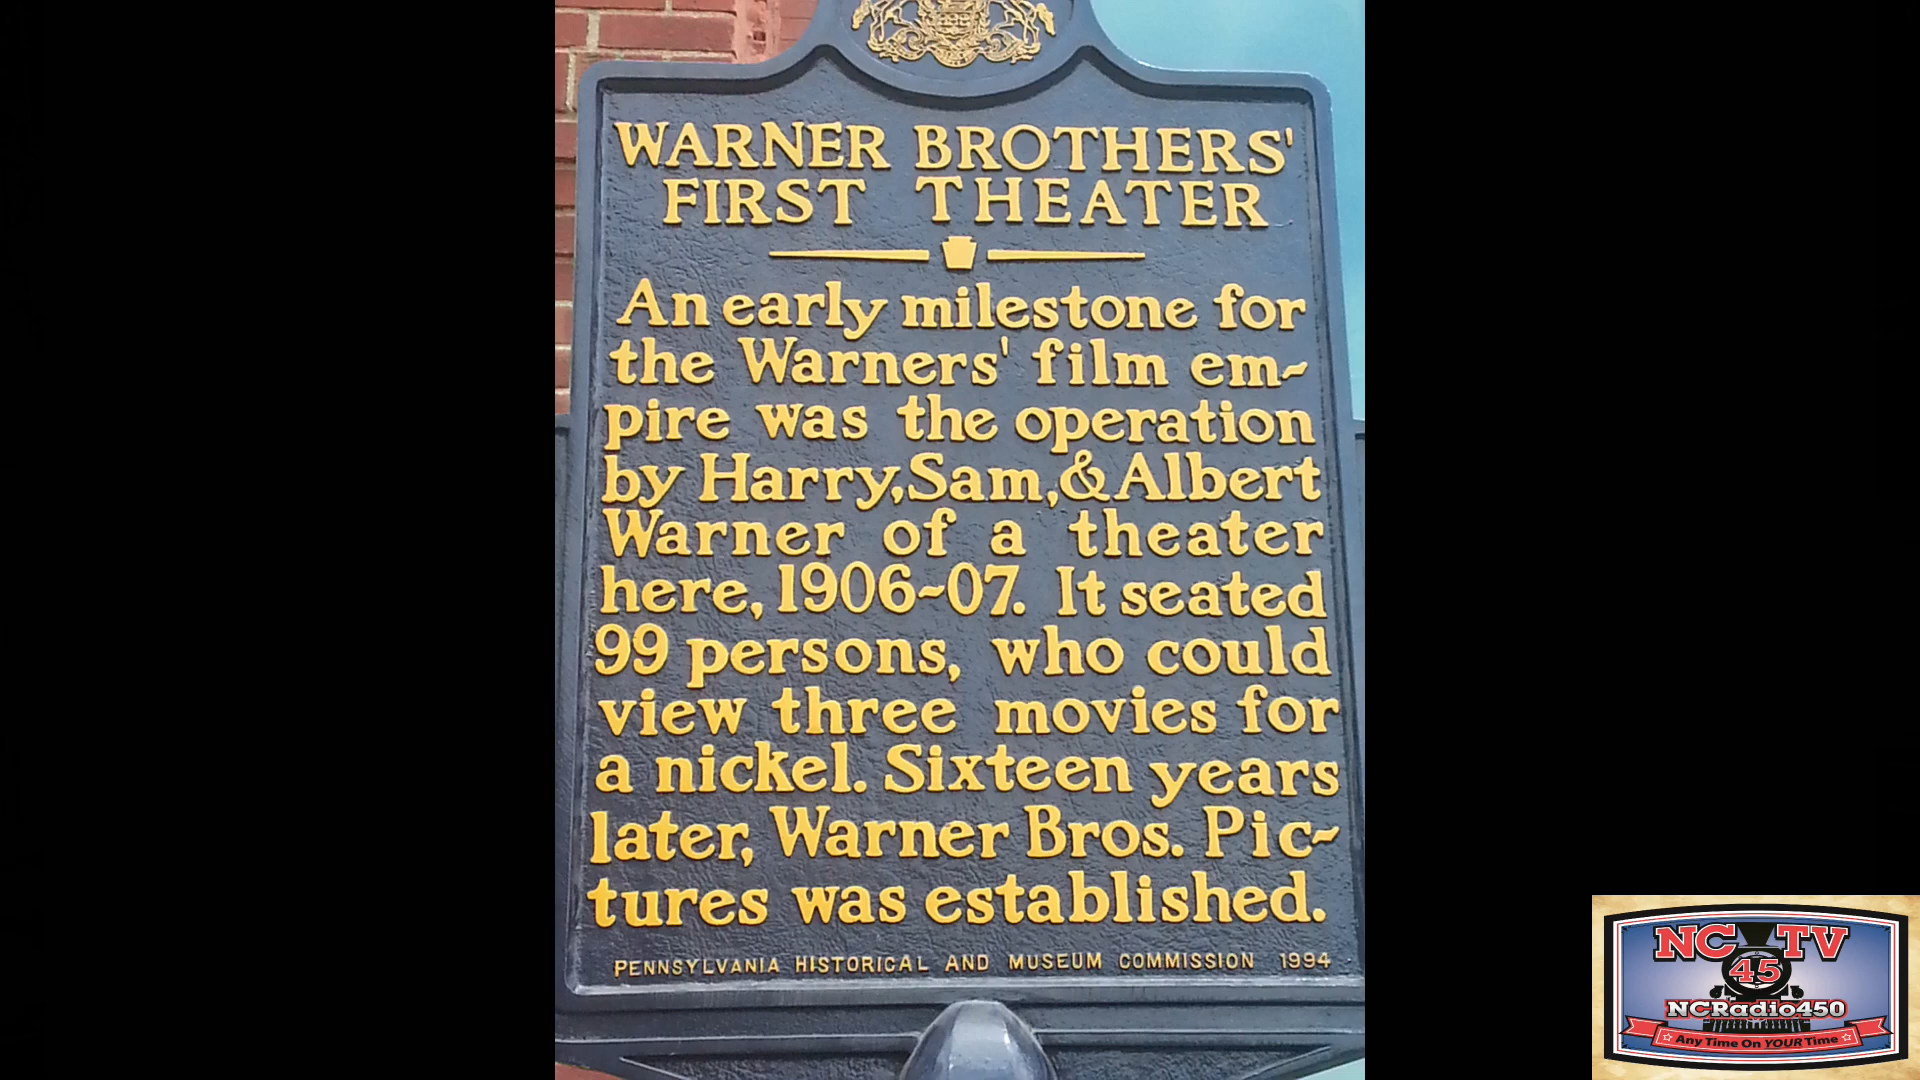 WARNER BROTHERS'
FIRST THEATER
An early milestone for
the Warners' film em-
pire was the operation
by Harry, Sam, & Albert
Warner of a theater
here, 1906-07. It seated
99 persons, who could
view three movies for
a nickel. Sixteen years
later, Warner Bros. Pic-
tures was established.
PENNSYLVANIA HISTORICAL AND MUSEUM COMMISSION 1994
NC TV
45
NCRadio450
Any Time On YOUR Time